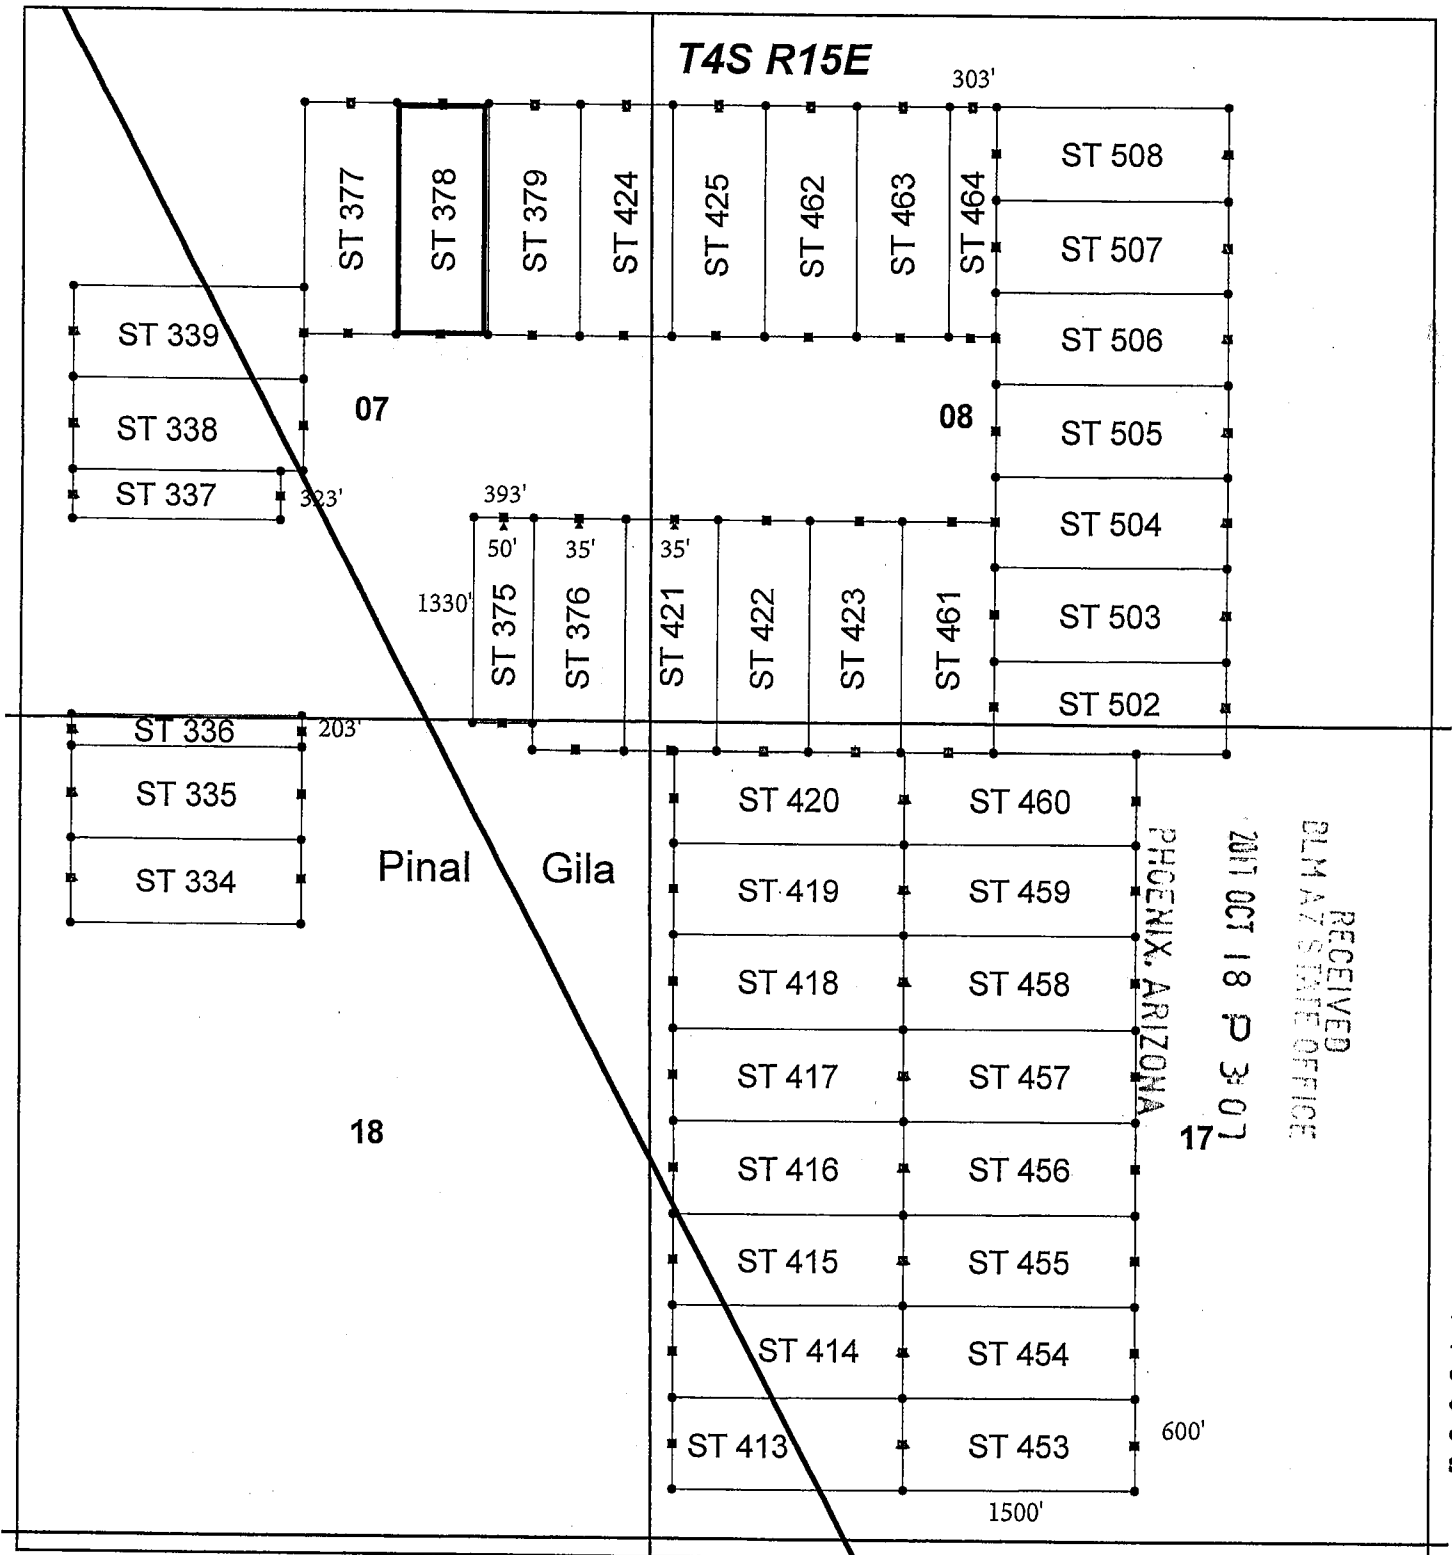 T4S R15E
303'
ST 377
ST 378
ST 379
ST 424
ST 425
ST 462
ST 463
ST 464
ST 508
ST 507
ST 506
ST 505
ST 504
ST 503
ST 502
ST 339
ST 338
ST 337
323'
07
08
393'
50'
35'
35'
1330'
ST 375
ST 376
ST 421
ST 422
ST 423
ST 461
ST 336
203'
ST 335
ST 334
Pinal
Gila
ST 420
ST 460
ST 419
ST 459
ST 418
ST 458
ST 417
ST 457
ST 416
ST 456
ST 415
ST 455
ST 414
ST 454
ST 413
ST 453
18
17
600'
1500'
RECEIVED
BLM AZ STATE OFFICE
OCT 18 P 3:07
PHOENIX, ARIZONA